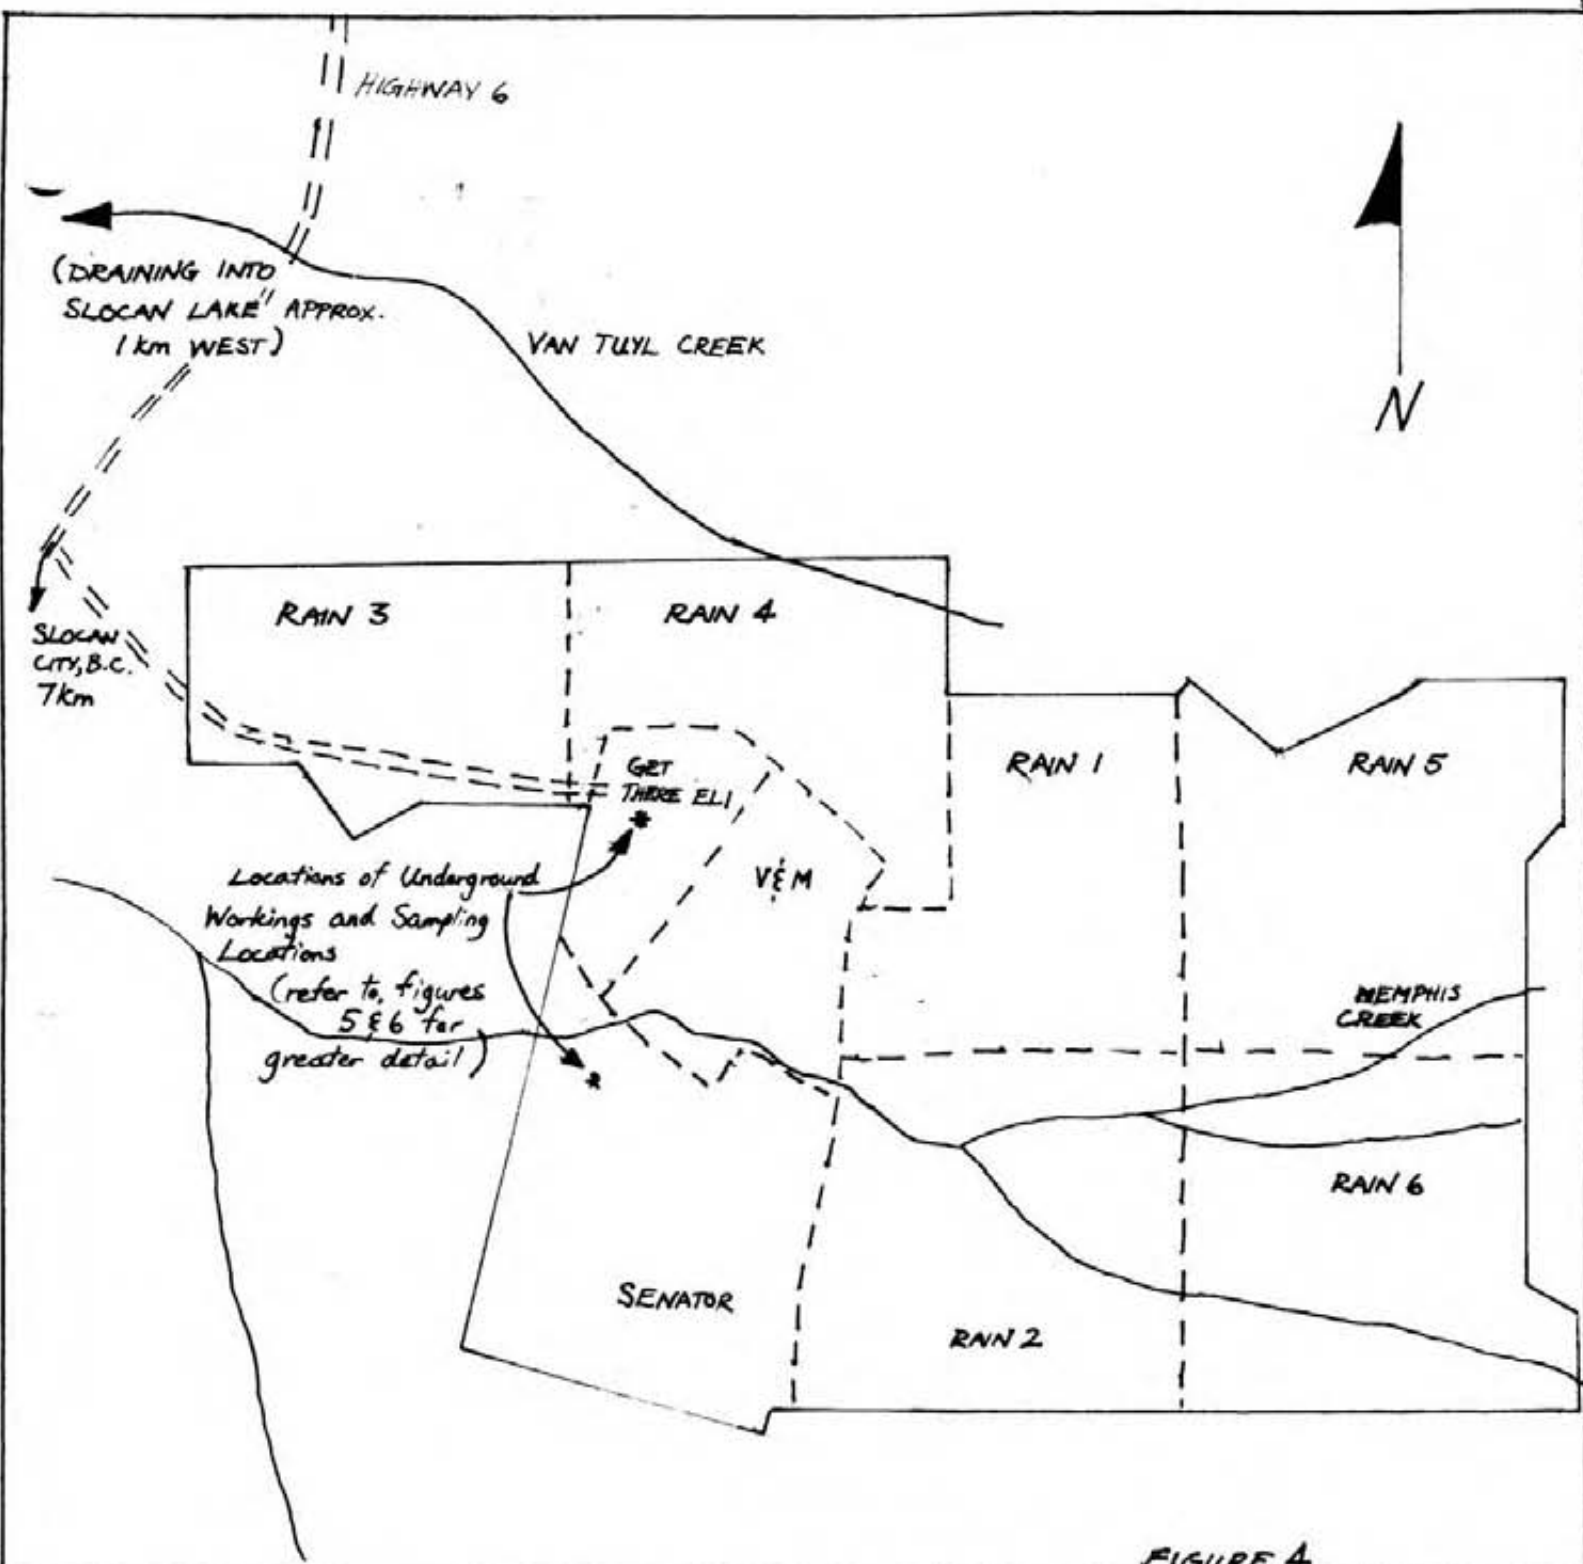 HIGHWAY 6
(DRAINING INTO
SLOCAN LAKE" APPROX.
1 km WEST)
VAN TUYL CREEK
N
RAIN 3
RAIN 4
SLOCAN
CITY, B.C.
7 km
GET
THERE ELI
RAIN 1
RAIN 5
V & M
Locations of Underground
Workings and Sampling
Locations
(refer to, figures
5 & 6 for
greater detail)
MEMPHIS
CREEK
RAIN 6
SENATOR
RAIN 2
FIGURE 4